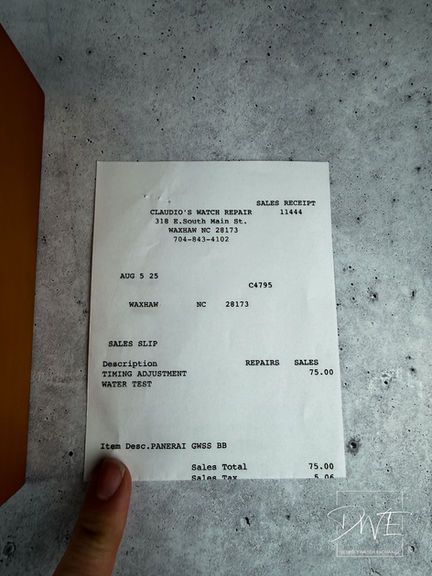 SALES RECEIPT
CLAUDIO'S WATCH REPAIR 11444
318 E.South Main St.
WAXHAW NC 28173
704-843-4102
AUG 5 25
C4795
WAXHAW NC 28173
SALES SLIP
Description REPAIRS SALES
TIMING ADJUSTMENT 75.00
WATER TEST
Item Desc.PANERAI GWSS BB
Sales Total 75.00
Sales Tax 5.06
DWE